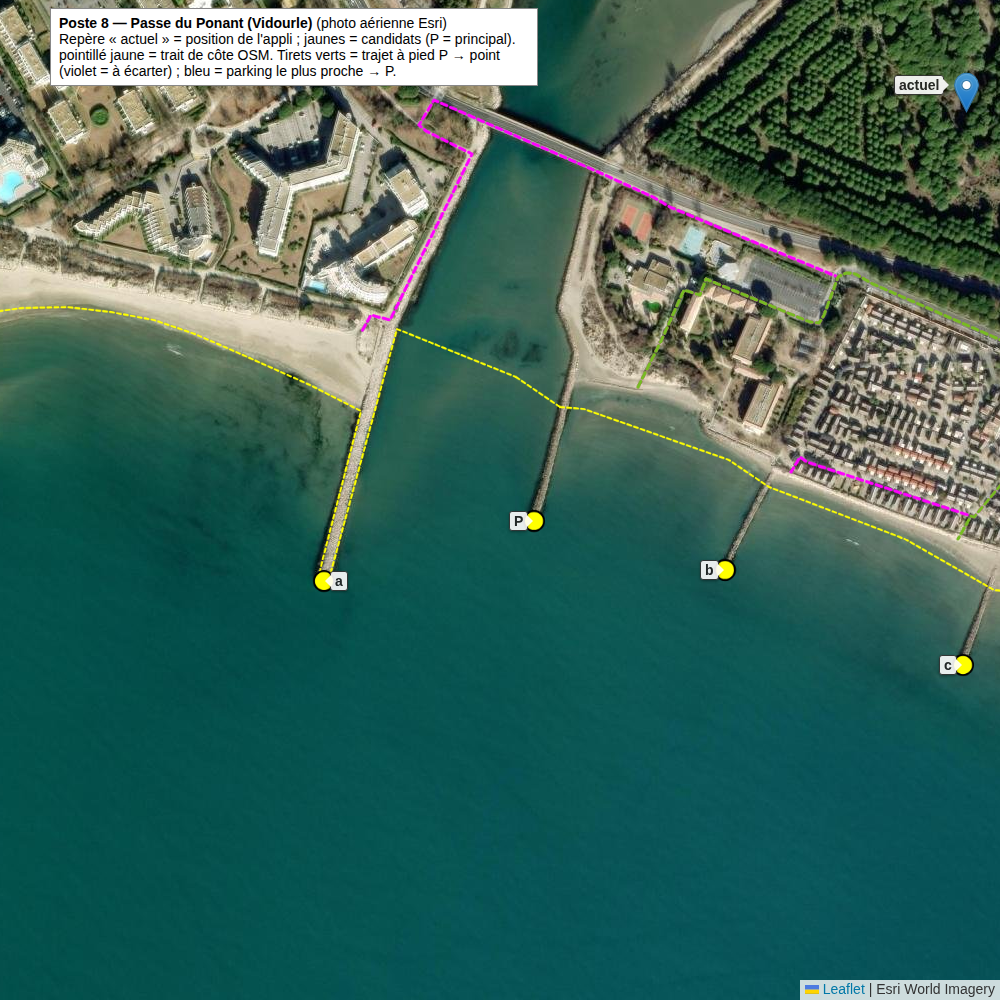 Poste 8 — Passe du Ponant (Vidourle) (photo aérienne Esri)
Repère « actuel » = position de l'appli ; jaunes = candidats (P = principal).
pointillé jaune = trait de côte OSM. Tirets verts = trajet à pied P → point
(violet = à écarter) ; bleu = parking le plus proche → P.
actuel
P
b
a
c
Leaflet | Esri World Imagery